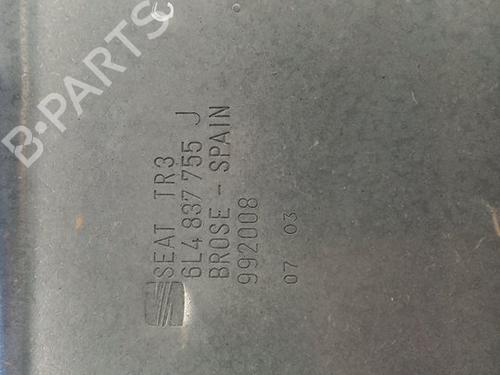 SEAT TR3
6L4 837 755 J
BROSE - SPAIN
992008
07 03
B-PARTS